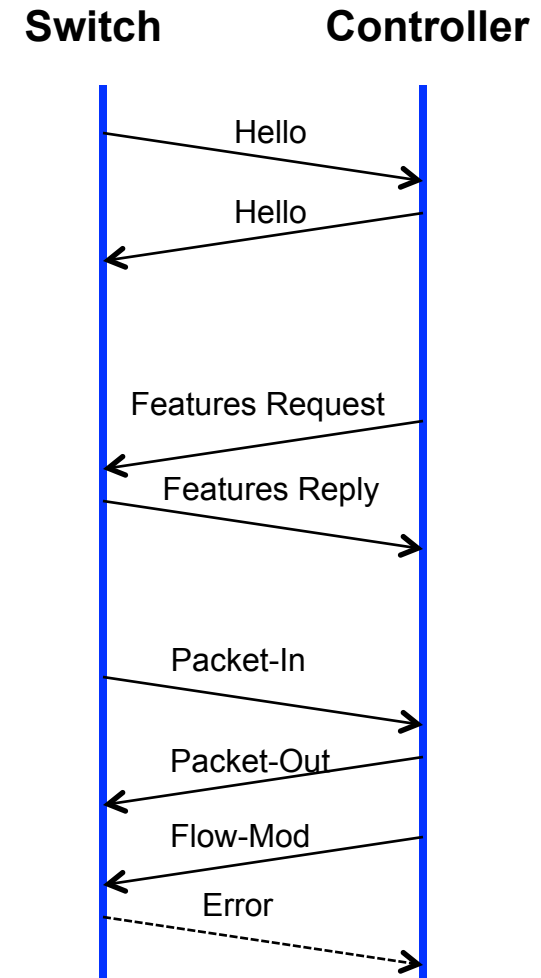 Switch Controller
Hello
Hello
Features Request
Features Reply
Packet-In
Packet-Out
Flow-Mod
Error